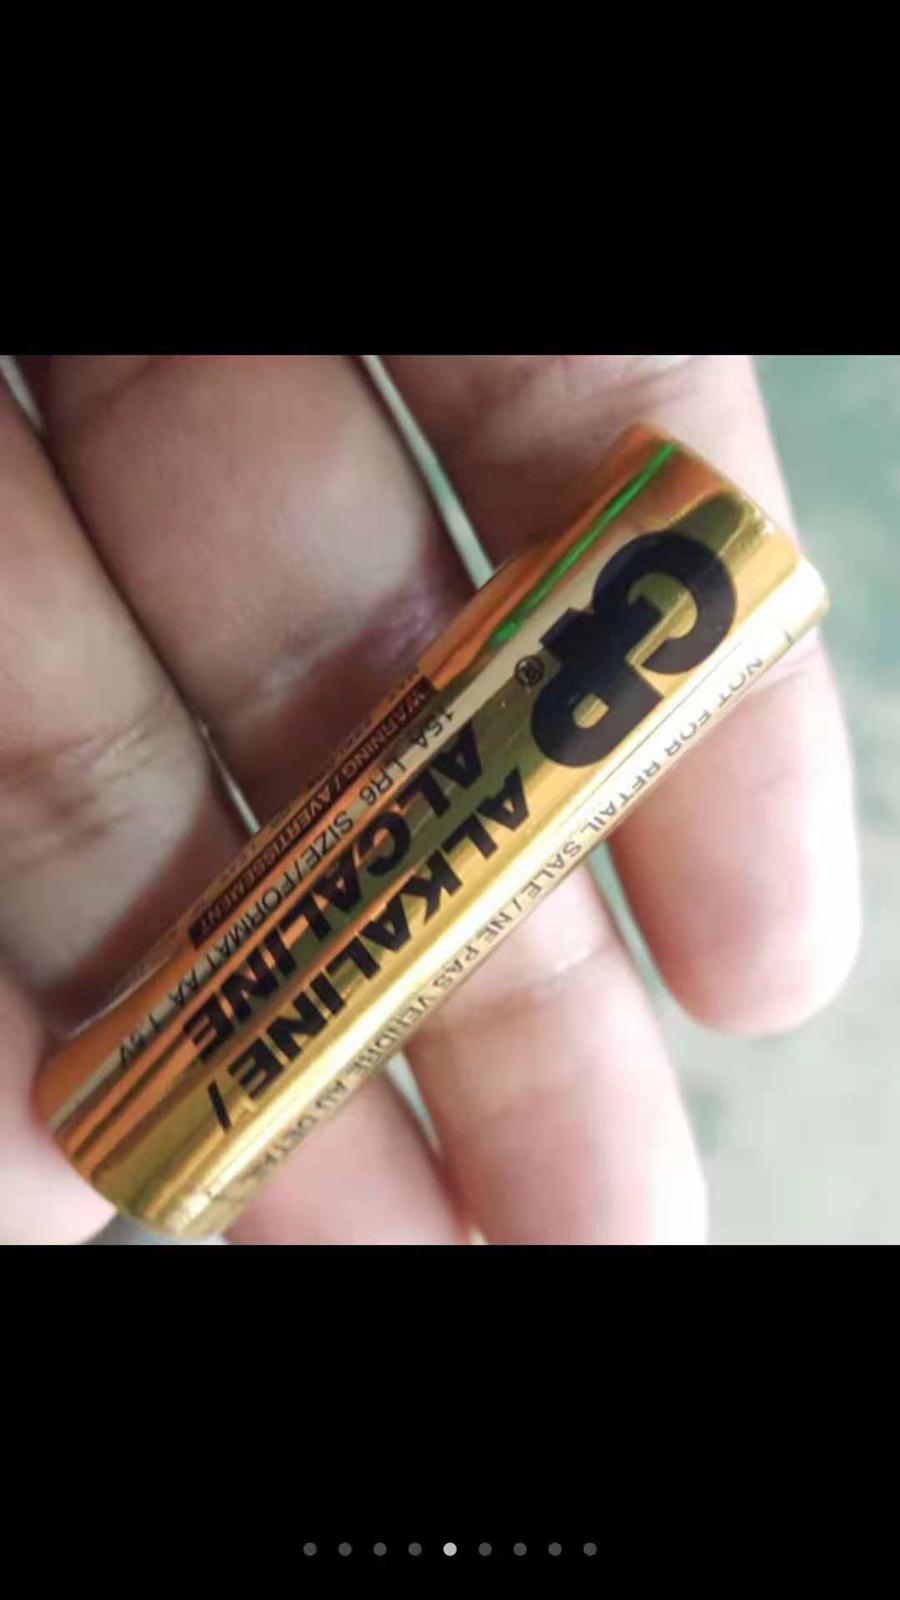 GP®
ALKALINE/
ALCALINE
15A LR6 SIZE/FORMAT AA 1.5V
WARNING / AVERTISSEMENT
NOT FOR RETAIL SALE / NE PAS VENDRE AU DÉTAIL